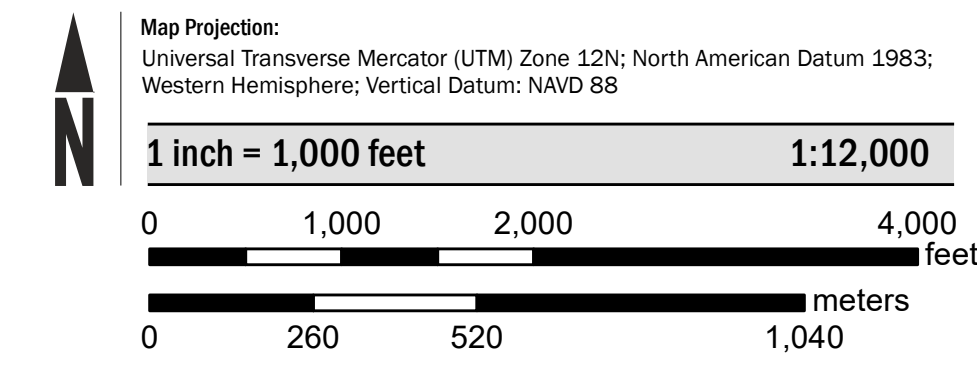 N
Map Projection:
Universal Transverse Mercator (UTM) Zone 12N; North American Datum 1983;
Western Hemisphere; Vertical Datum: NAVD 88
1 inch = 1,000 feet 1:12,000
0 1,000 2,000 4,000
feet
meters
0 260 520 1,040